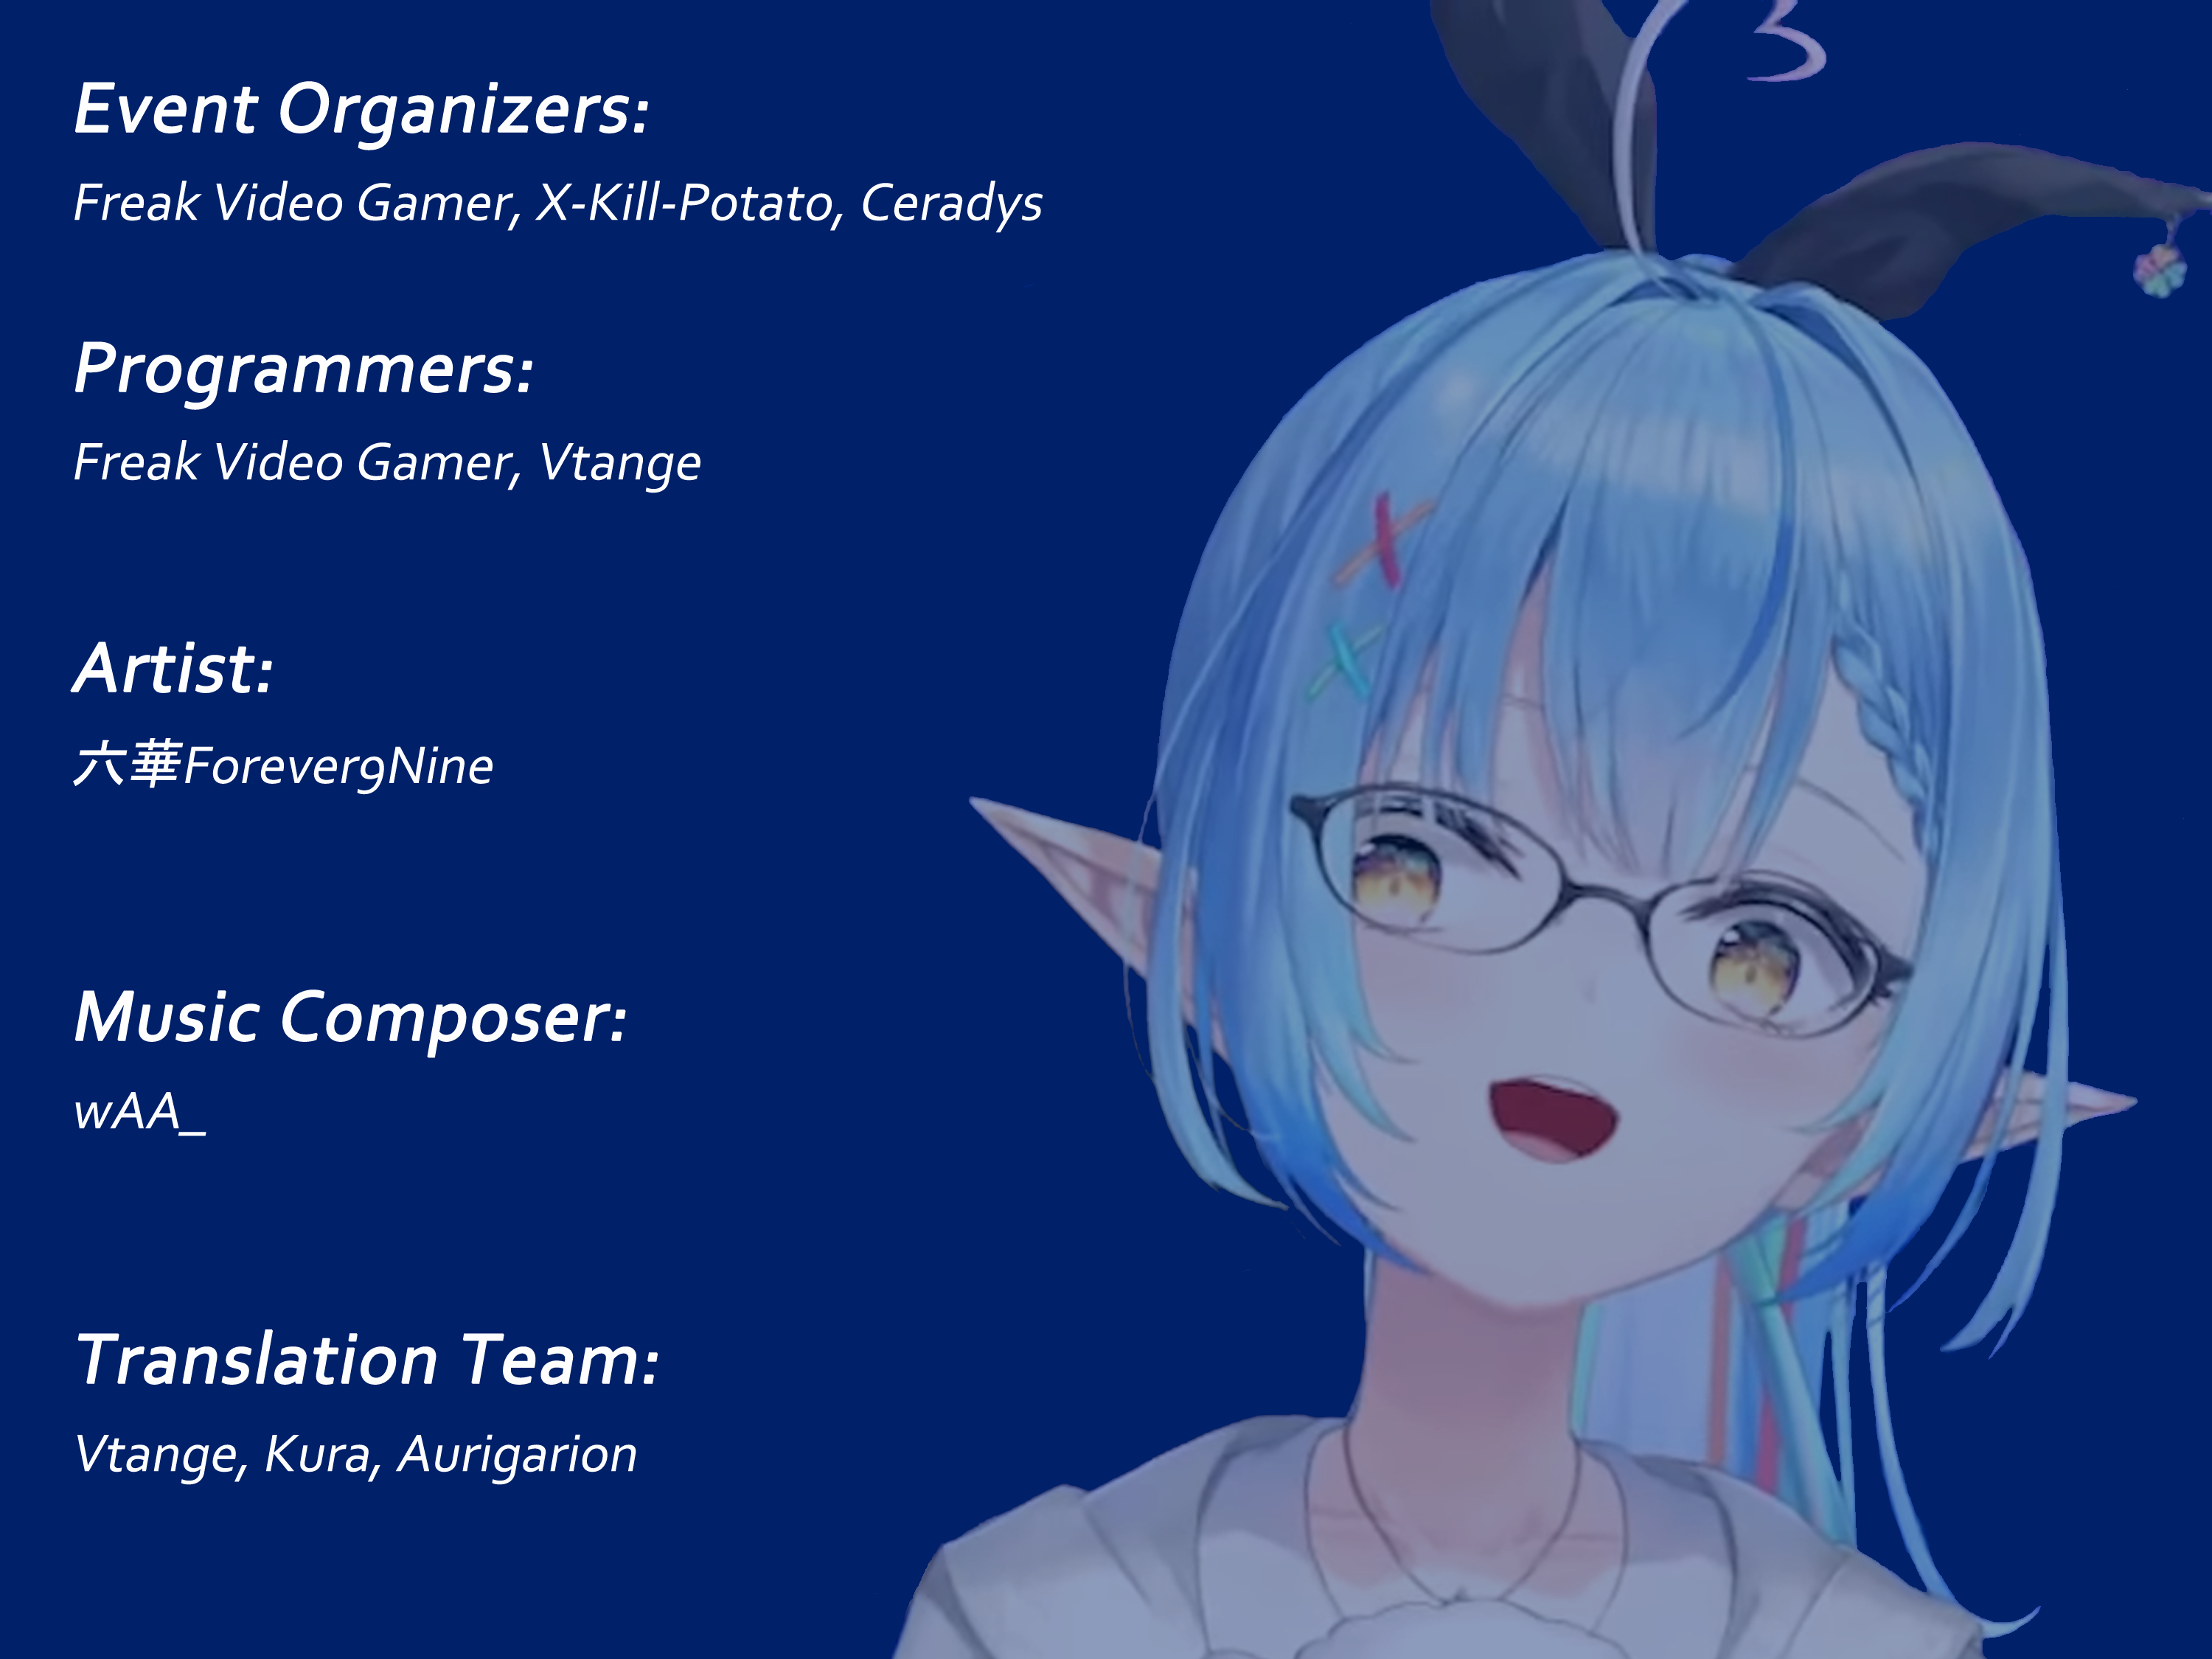 Event Organizers:
Freak Video Gamer, X-Kill-Potato, Ceradys
Programmers:
Freak Video Gamer, Vtange
Artist:
六華Forever9Nine
Music Composer:
wAA_
Translation Team:
Vtange, Kura, Aurigarion